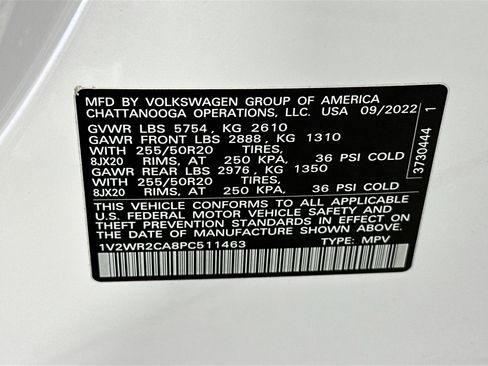 MFD BY VOLKSWAGEN GROUP OF AMERICA
CHATTANOOGA OPERATIONS, LLC. USA 09/2022
GVWR LBS 5754, KG 2610
GAWR FRONT LBS 2888, KG 1310
WITH 255/50R20 TIRES,
8JX20 RIMS, AT 250 KPA, 36 PSI COLD
GAWR REAR LBS 2976, KG 1350
WITH 255/50R20 TIRES,
8JX20 RIMS, AT 250 KPA, 36 PSI COLD
THIS VEHICLE CONFORMS TO ALL APPLICABLE
U.S. FEDERAL MOTOR VEHICLE SAFETY AND
THEFT PREVENTION STANDARDS IN EFFECT ON
THE DATE OF MANUFACTURE SHOWN ABOVE.
1V2WR2CA8PC511463 TYPE: MPV
3730444 1